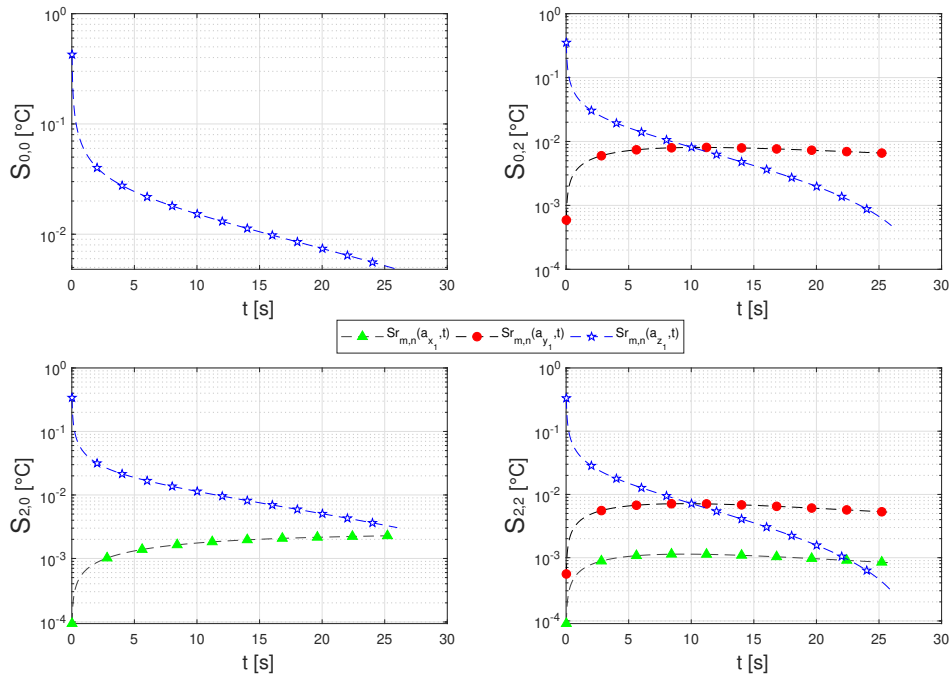 10^0
10^-1
10^-2
S_{0,0} [°C]
0 5 10 15 20 25 30
t [s]
10^0
10^-1
10^-2
10^-3
10^-4
S_{0,2} [°C]
0 5 10 15 20 25 30
t [s]
Sr_{m,n}(a_{x_1},t) Sr_{m,n}(a_{y_1},t) Sr_{m,n}(a_{z_1},t)
10^0
10^-1
10^-2
10^-3
10^-4
S_{2,0} [°C]
0 5 10 15 20 25 30
t [s]
10^0
10^-1
10^-2
10^-3
10^-4
S_{2,2} [°C]
0 5 10 15 20 25 30
t [s]